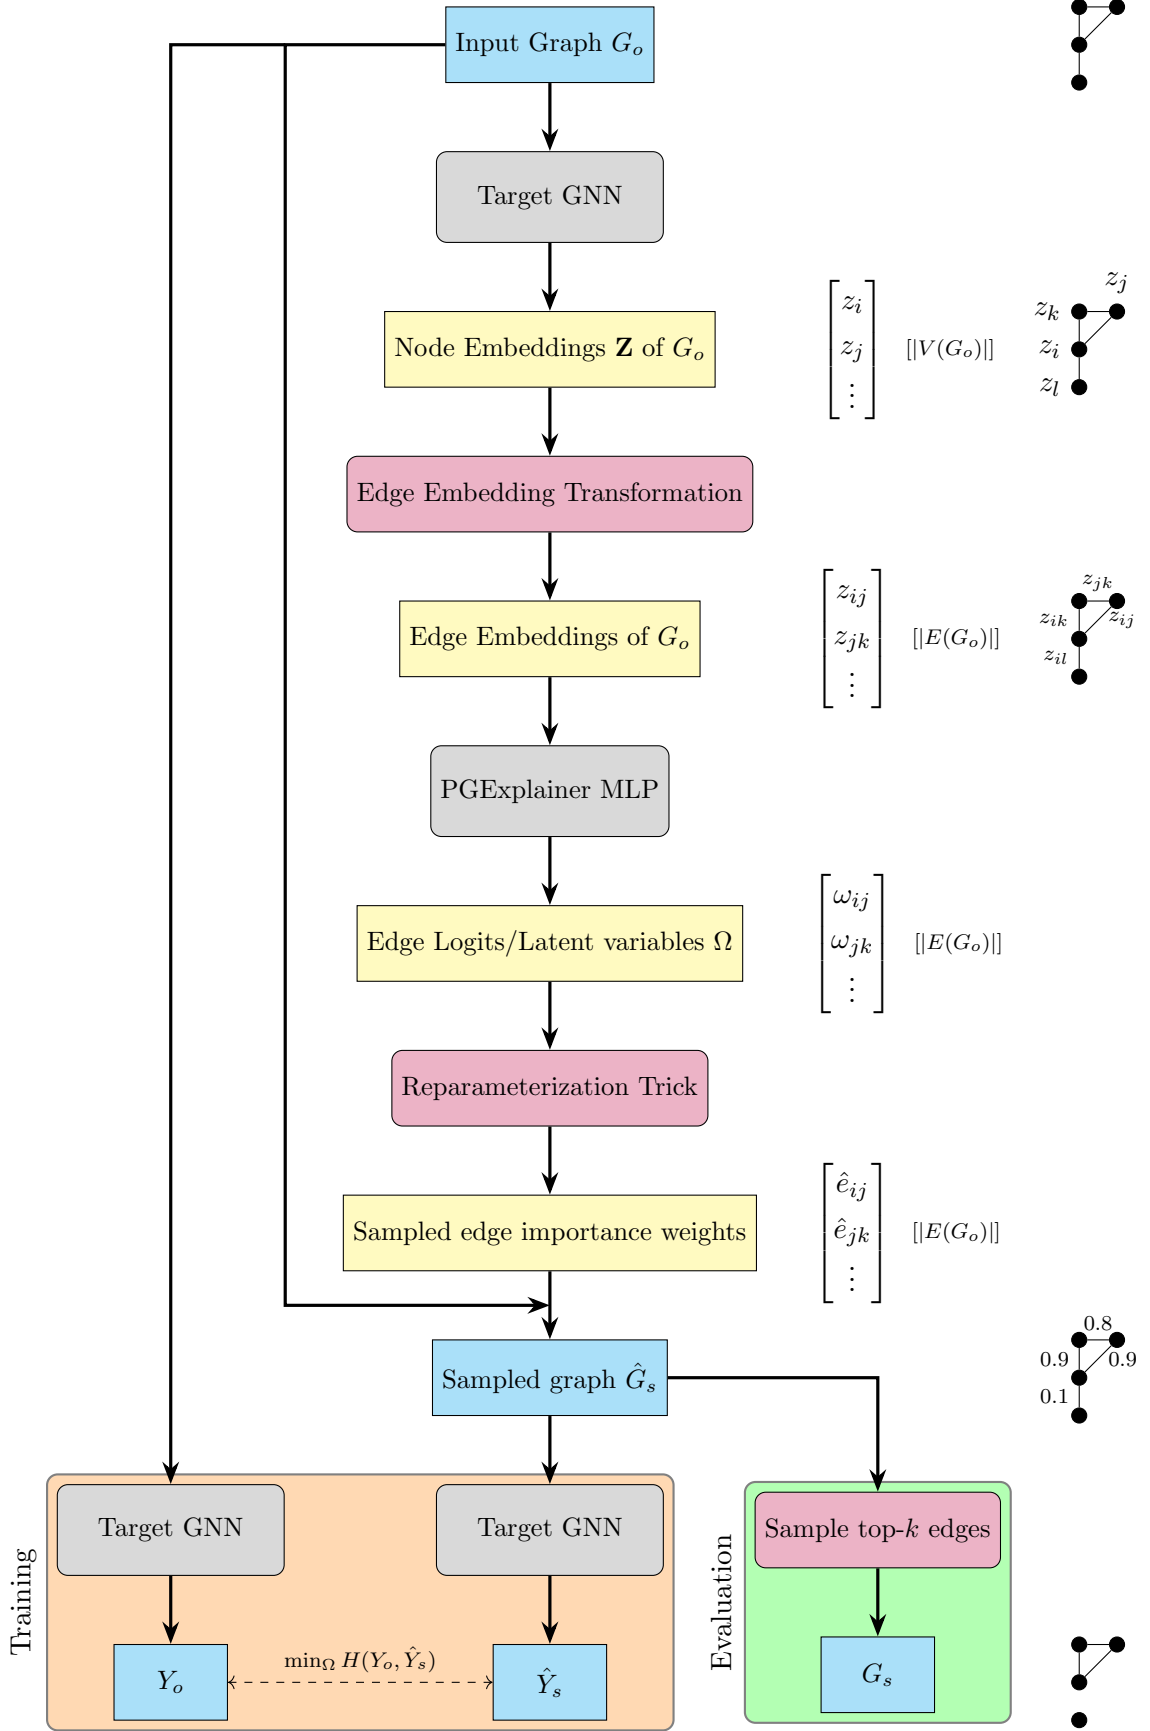 Input Graph G_o
Target GNN
Node Embeddings Z of G_o
z_i
z_j
⋮
[|V(G_o)|]
z_j
z_k
z_i
z_l
Edge Embedding Transformation
Edge Embeddings of G_o
z_ij
z_jk
⋮
[|E(G_o)|]
z_jk
z_ik
z_ij
z_il
PGExplainer MLP
Edge Logits/Latent variables Ω
ω_ij
ω_jk
⋮
[|E(G_o)|]
Reparameterization Trick
Sampled edge importance weights
ê_ij
ê_jk
⋮
[|E(G_o)|]
Sampled graph Ĝ_s
0.8
0.9
0.9
0.1
Training
Target GNN
Target GNN
Y_o
min_Ω H(Y_o, Ŷ_s)
Ŷ_s
Evaluation
Sample top-k edges
G_s